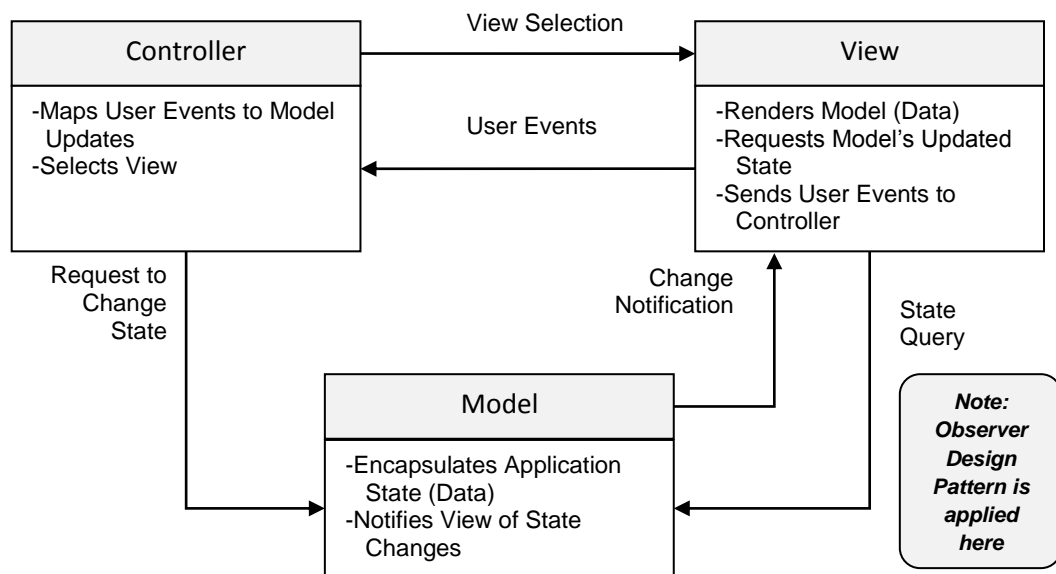 View Selection
Controller
-Maps User Events to Model
Updates
-Selects View
User Events
View
-Renders Model (Data)
-Requests Model’s Updated
State
-Sends User Events to
Controller
Request to
Change
State
Change
Notification
State
Query
Model
-Encapsulates Application
State (Data)
-Notifies View of State
Changes
Note:
Observer
Design
Pattern is
applied
here